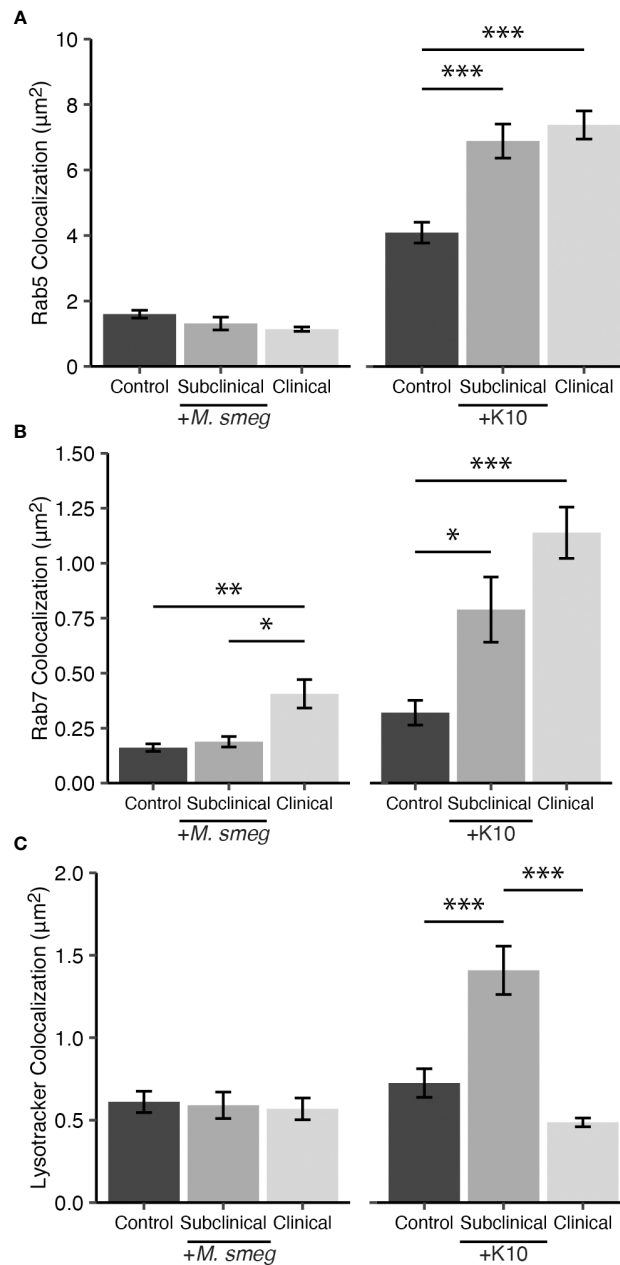 A
Rab5 Colocalization (µm²)
10
8
6
4
2
0
***
***
Control Subclinical Clinical
+M. smeg
Control Subclinical Clinical
+K10
B
Rab7 Colocalization (µm²)
1.50
1.25
1.00
0.75
0.50
0.25
0.00
**
*
***
*
Control Subclinical Clinical
+M. smeg
Control Subclinical Clinical
+K10
C
Lysotracker Colocalization (µm²)
2.0
1.5
1.0
0.5
0.0
***
***
Control Subclinical Clinical
+M. smeg
Control Subclinical Clinical
+K10